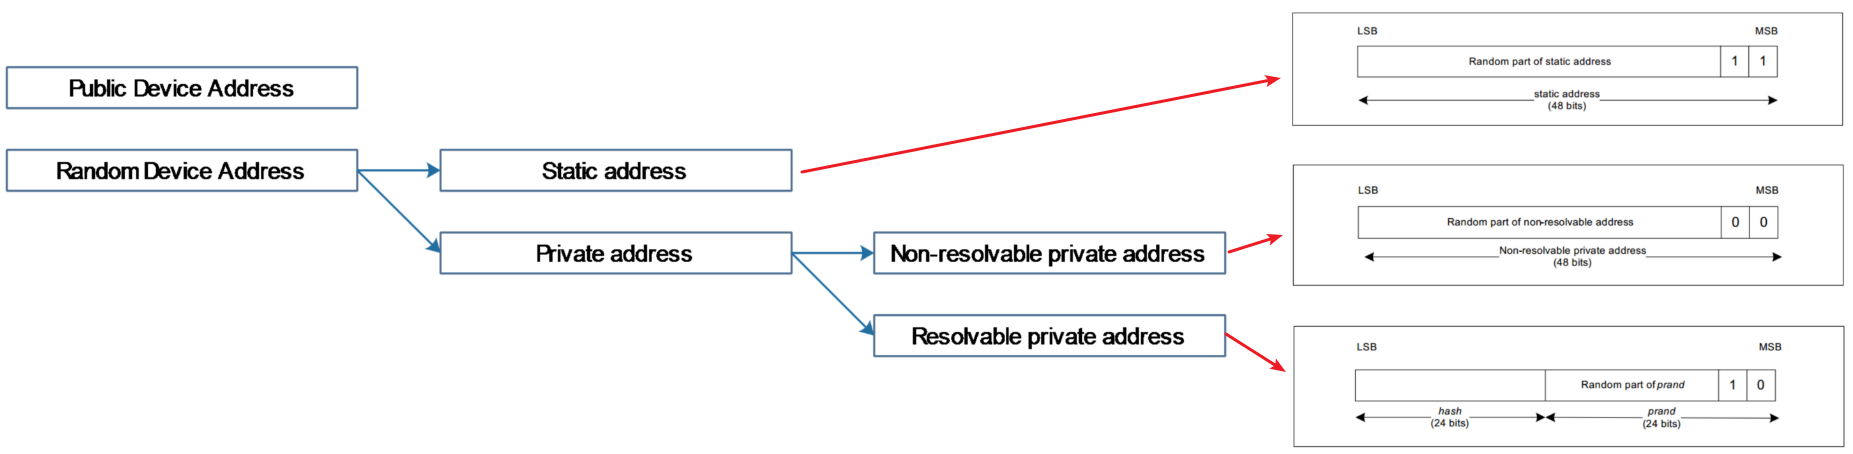 Public Device Address
Random Device Address
Static address
Private address
Non-resolvable private address
Resolvable private address
LSB MSB
Random part of static address 1 1
static address
(48 bits)
LSB MSB
Random part of non-resolvable address 0 0
Non-resolvable private address
(48 bits)
LSB MSB
Random part of prand 1 0
hash prand
(24 bits) (24 bits)